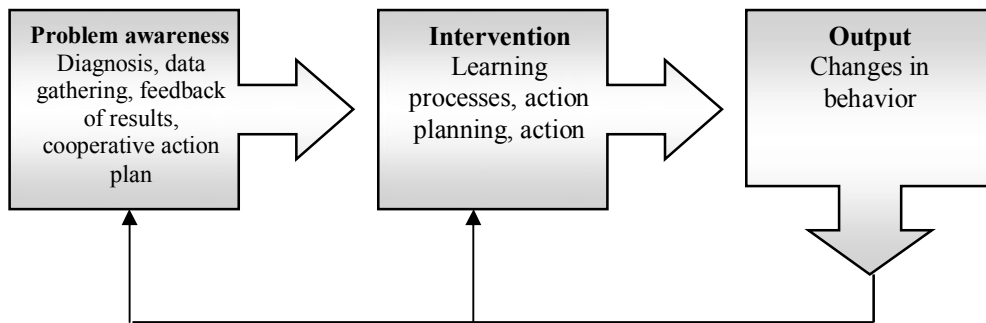 Problem awareness
Diagnosis, data
gathering, feedback
of results,
cooperative action
plan
Intervention
Learning
processes, action
planning, action
Output
Changes in
behavior